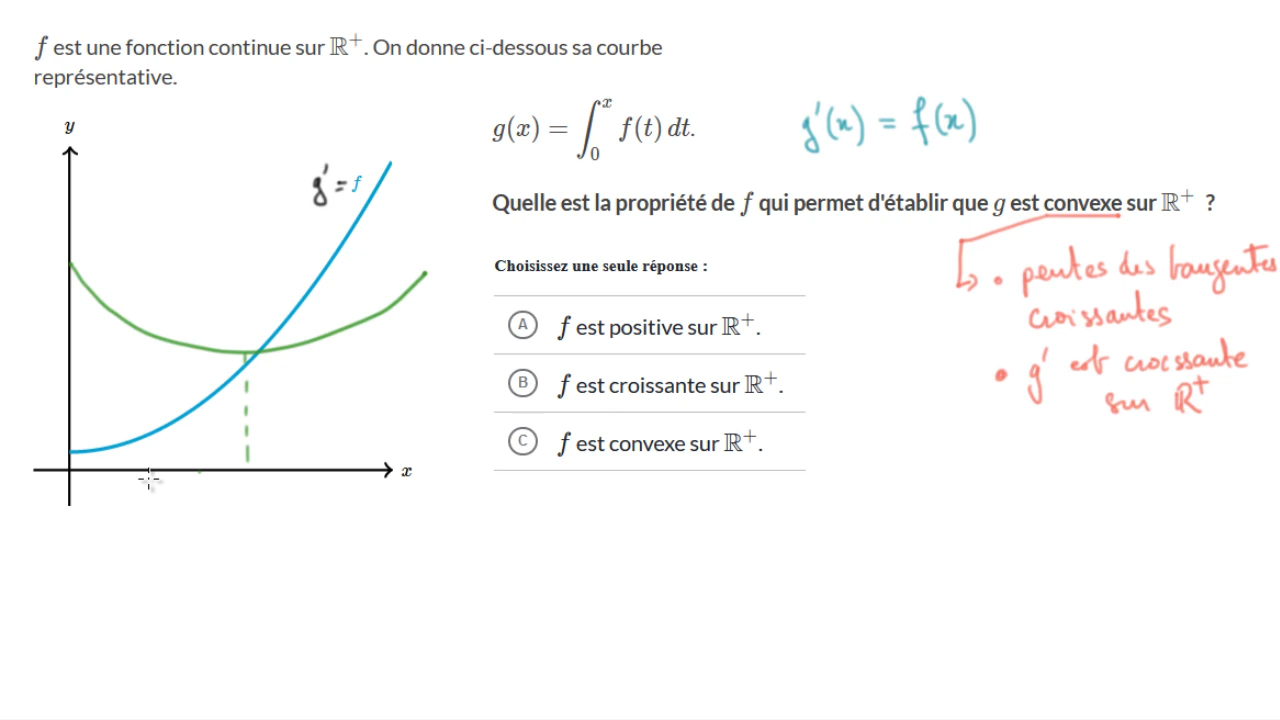 f est une fonction continue sur ℝ⁺. On donne ci-dessous sa courbe
représentative.
y
g(x) = ∫₀ˣ f(t) dt.
g'(x) = f(x)
g' = f
Quelle est la propriété de f qui permet d'établir que g est convexe sur ℝ⁺ ?
• pentes des tangentes
croissantes
• g' est croissante
sur ℝ⁺
Choisissez une seule réponse :
A f est positive sur ℝ⁺.
B f est croissante sur ℝ⁺.
C f est convexe sur ℝ⁺.
x